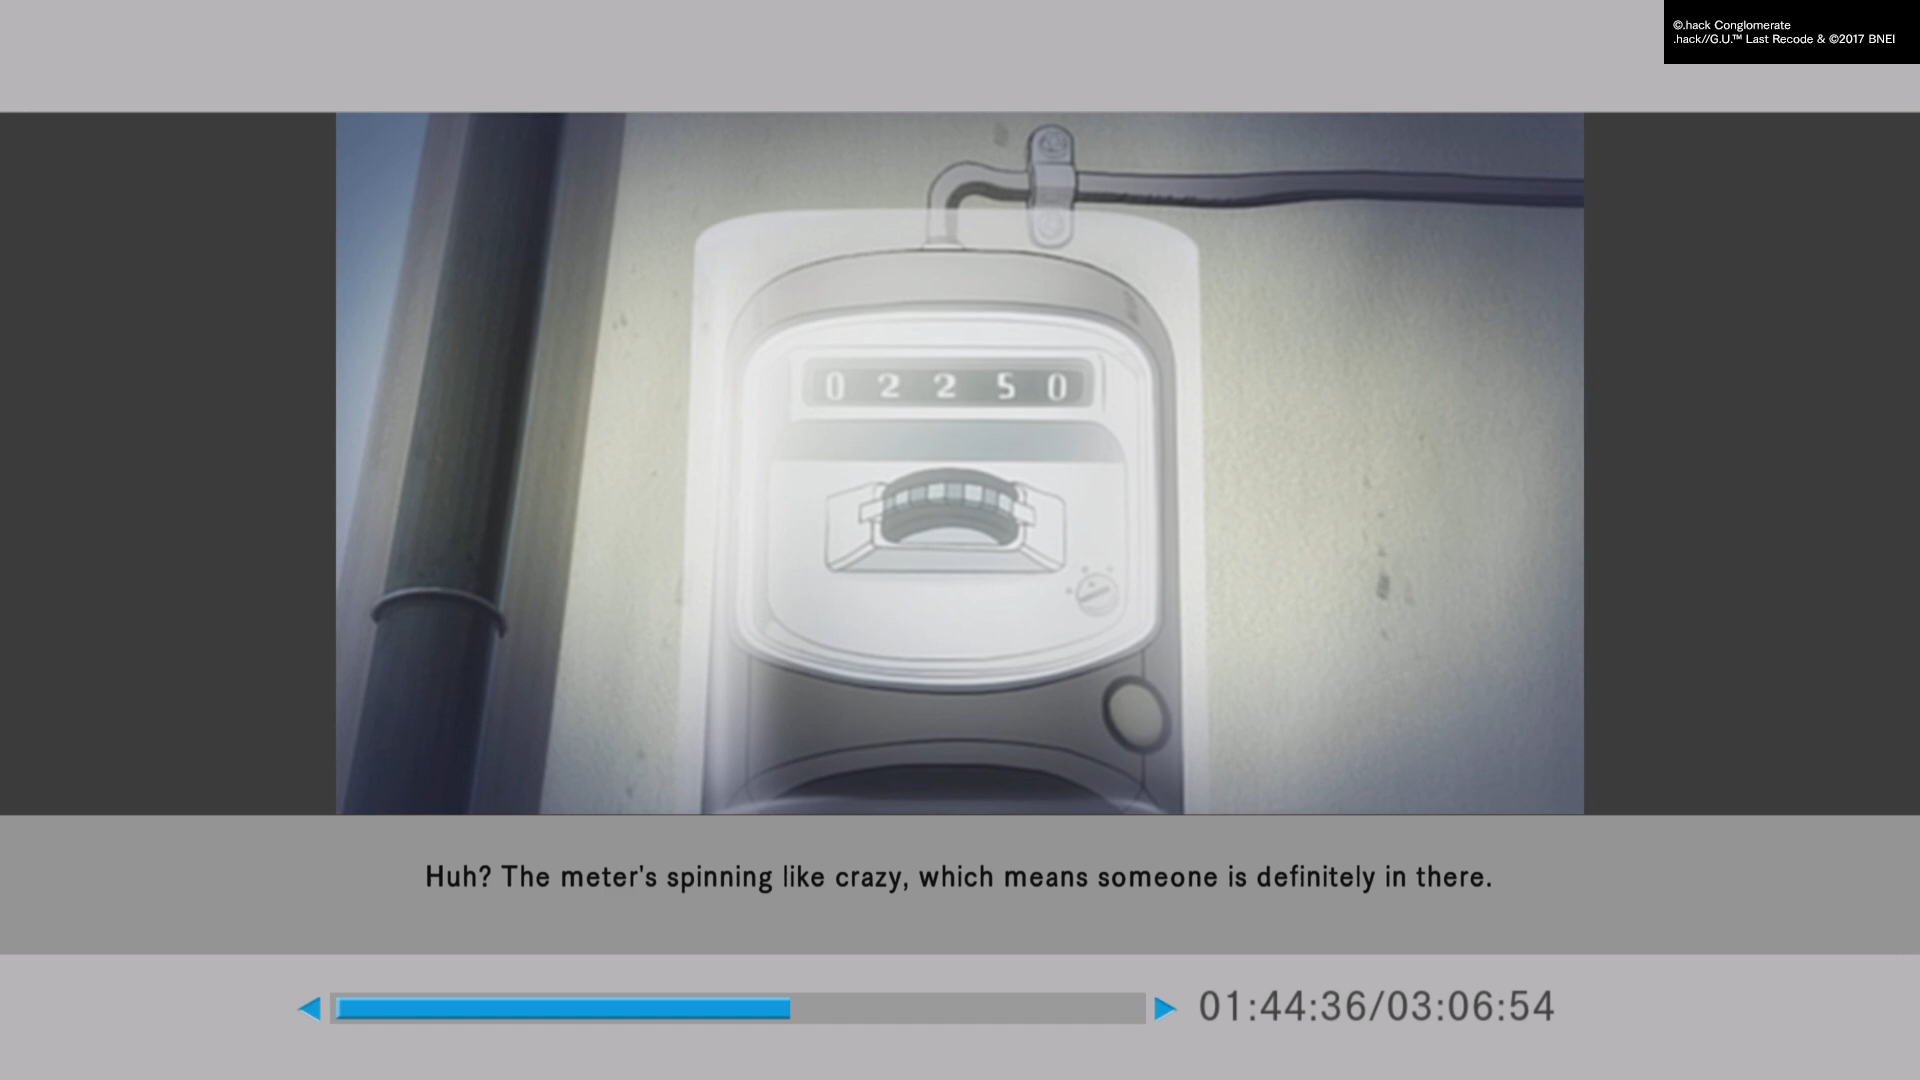 ©.hack Conglomerate
.hack//G.U.™ Last Recode & ©2017 BNEI
0 2 2 5 0
Huh? The meter's spinning like crazy, which means someone is definitely in there.
01:44:36/03:06:54